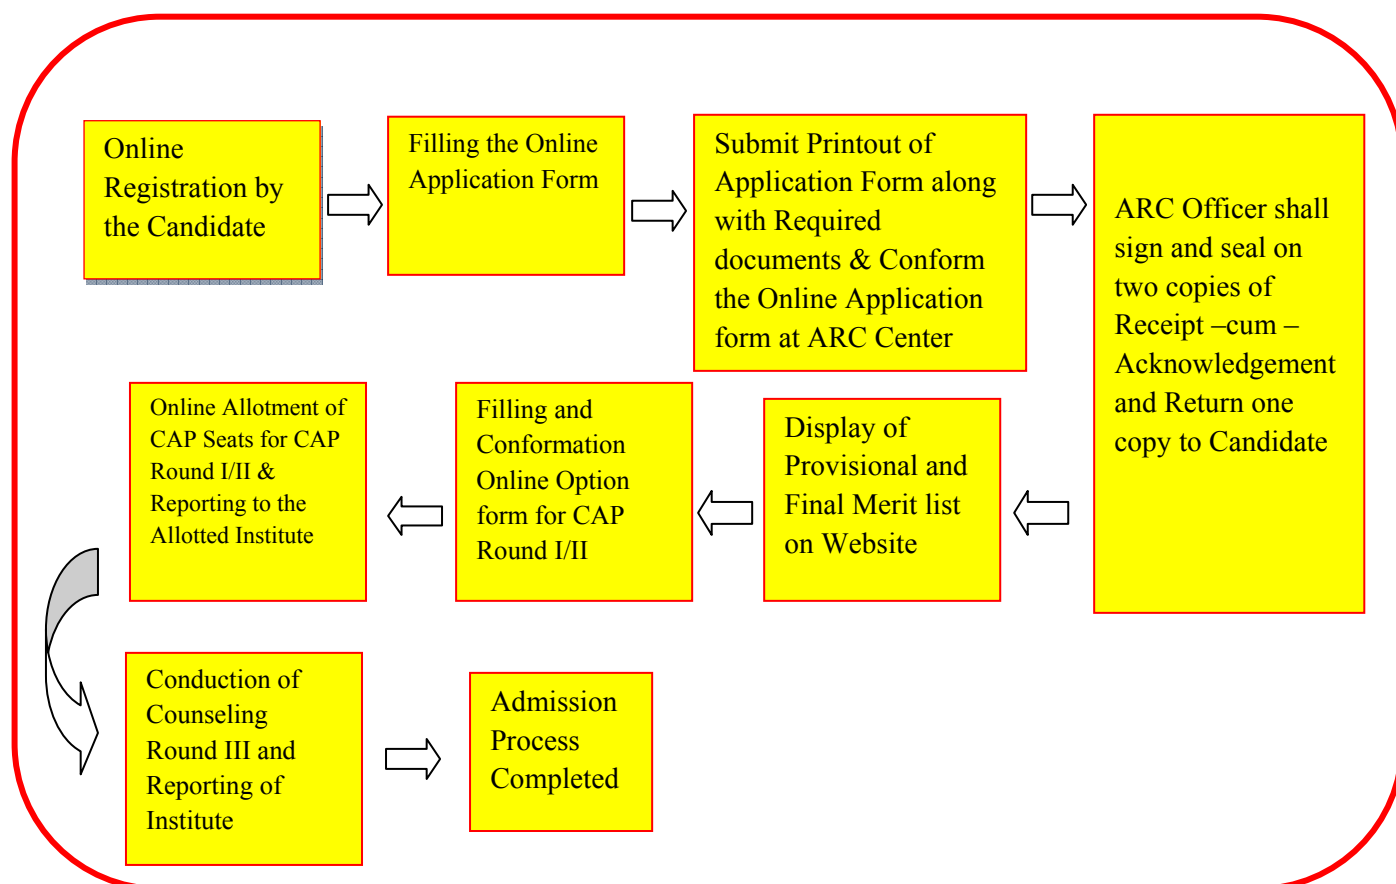 Online
Registration by
the Candidate
Filling the Online
Application Form
Submit Printout of
Application Form along
with Required
documents & Conform
the Online Application
form at ARC Center
ARC Officer shall
sign and seal on
two copies of
Receipt –cum –
Acknowledgement
and Return one
copy to Candidate
Display of
Provisional and
Final Merit list
on Website
Filling and
Conformation
Online Option
form for CAP
Round I/II
Online Allotment of
CAP Seats for CAP
Round I/II &
Reporting to the
Allotted Institute
Conduction of
Counseling
Round III and
Reporting of
Institute
Admission
Process
Completed